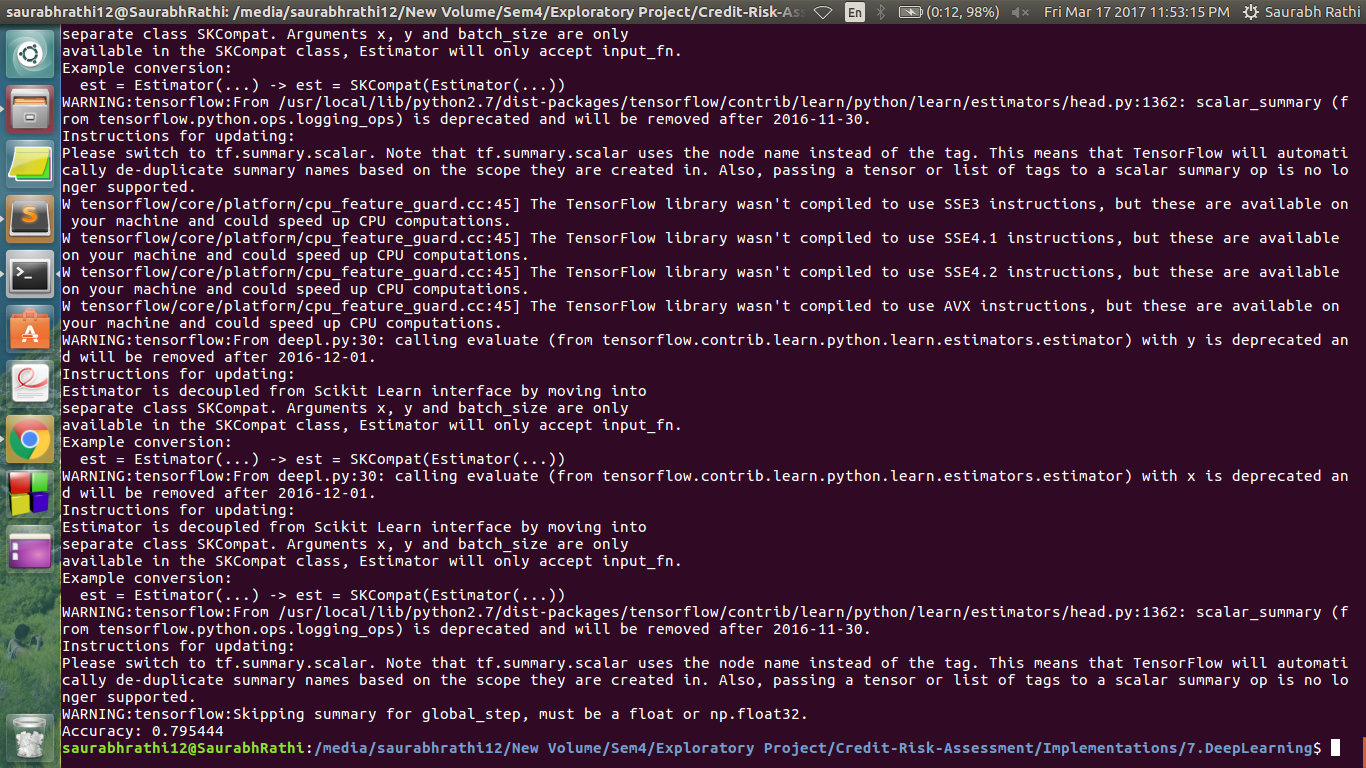 saurabhrathi12@SaurabhRathi: /media/saurabhrathi12/New Volume/Sem4/Exploratory Project/Credit-Risk-Ass En (0:12, 98%) Fri Mar 17 2017 11:53:15 PM Saurabh Rathi
separate class SKCompat. Arguments x, y and batch_size are only
available in the SKCompat class, Estimator will only accept input_fn.
Example conversion:
  est = Estimator(...) -> est = SKCompat(Estimator(...))
WARNING:tensorflow:From /usr/local/lib/python2.7/dist-packages/tensorflow/contrib/learn/python/learn/estimators/head.py:1362: scalar_summary (f
rom tensorflow.python.ops.logging_ops) is deprecated and will be removed after 2016-11-30.
Instructions for updating:
Please switch to tf.summary.scalar. Note that tf.summary.scalar uses the node name instead of the tag. This means that TensorFlow will automati
cally de-duplicate summary names based on the scope they are created in. Also, passing a tensor or list of tags to a scalar summary op is no lo
nger supported.
W tensorflow/core/platform/cpu_feature_guard.cc:45] The TensorFlow library wasn't compiled to use SSE3 instructions, but these are available on
 your machine and could speed up CPU computations.
W tensorflow/core/platform/cpu_feature_guard.cc:45] The TensorFlow library wasn't compiled to use SSE4.1 instructions, but these are available 
on your machine and could speed up CPU computations.
W tensorflow/core/platform/cpu_feature_guard.cc:45] The TensorFlow library wasn't compiled to use SSE4.2 instructions, but these are available 
on your machine and could speed up CPU computations.
W tensorflow/core/platform/cpu_feature_guard.cc:45] The TensorFlow library wasn't compiled to use AVX instructions, but these are available on 
your machine and could speed up CPU computations.
WARNING:tensorflow:From deepl.py:30: calling evaluate (from tensorflow.contrib.learn.python.learn.estimators.estimator) with y is deprecated an
d will be removed after 2016-12-01.
Instructions for updating:
Estimator is decoupled from Scikit Learn interface by moving into
separate class SKCompat. Arguments x, y and batch_size are only
available in the SKCompat class, Estimator will only accept input_fn.
Example conversion:
  est = Estimator(...) -> est = SKCompat(Estimator(...))
WARNING:tensorflow:From deepl.py:30: calling evaluate (from tensorflow.contrib.learn.python.learn.estimators.estimator) with x is deprecated an
d will be removed after 2016-12-01.
Instructions for updating:
Estimator is decoupled from Scikit Learn interface by moving into
separate class SKCompat. Arguments x, y and batch_size are only
available in the SKCompat class, Estimator will only accept input_fn.
Example conversion:
  est = Estimator(...) -> est = SKCompat(Estimator(...))
WARNING:tensorflow:From /usr/local/lib/python2.7/dist-packages/tensorflow/contrib/learn/python/learn/estimators/head.py:1362: scalar_summary (f
rom tensorflow.python.ops.logging_ops) is deprecated and will be removed after 2016-11-30.
Instructions for updating:
Please switch to tf.summary.scalar. Note that tf.summary.scalar uses the node name instead of the tag. This means that TensorFlow will automati
cally de-duplicate summary names based on the scope they are created in. Also, passing a tensor or list of tags to a scalar summary op is no lo
nger supported.
WARNING:tensorflow:Skipping summary for global_step, must be a float or np.float32.
Accuracy: 0.795444
saurabhrathi12@SaurabhRathi:/media/saurabhrathi12/New Volume/Sem4/Exploratory Project/Credit-Risk-Assessment/Implementations/7.DeepLearning$